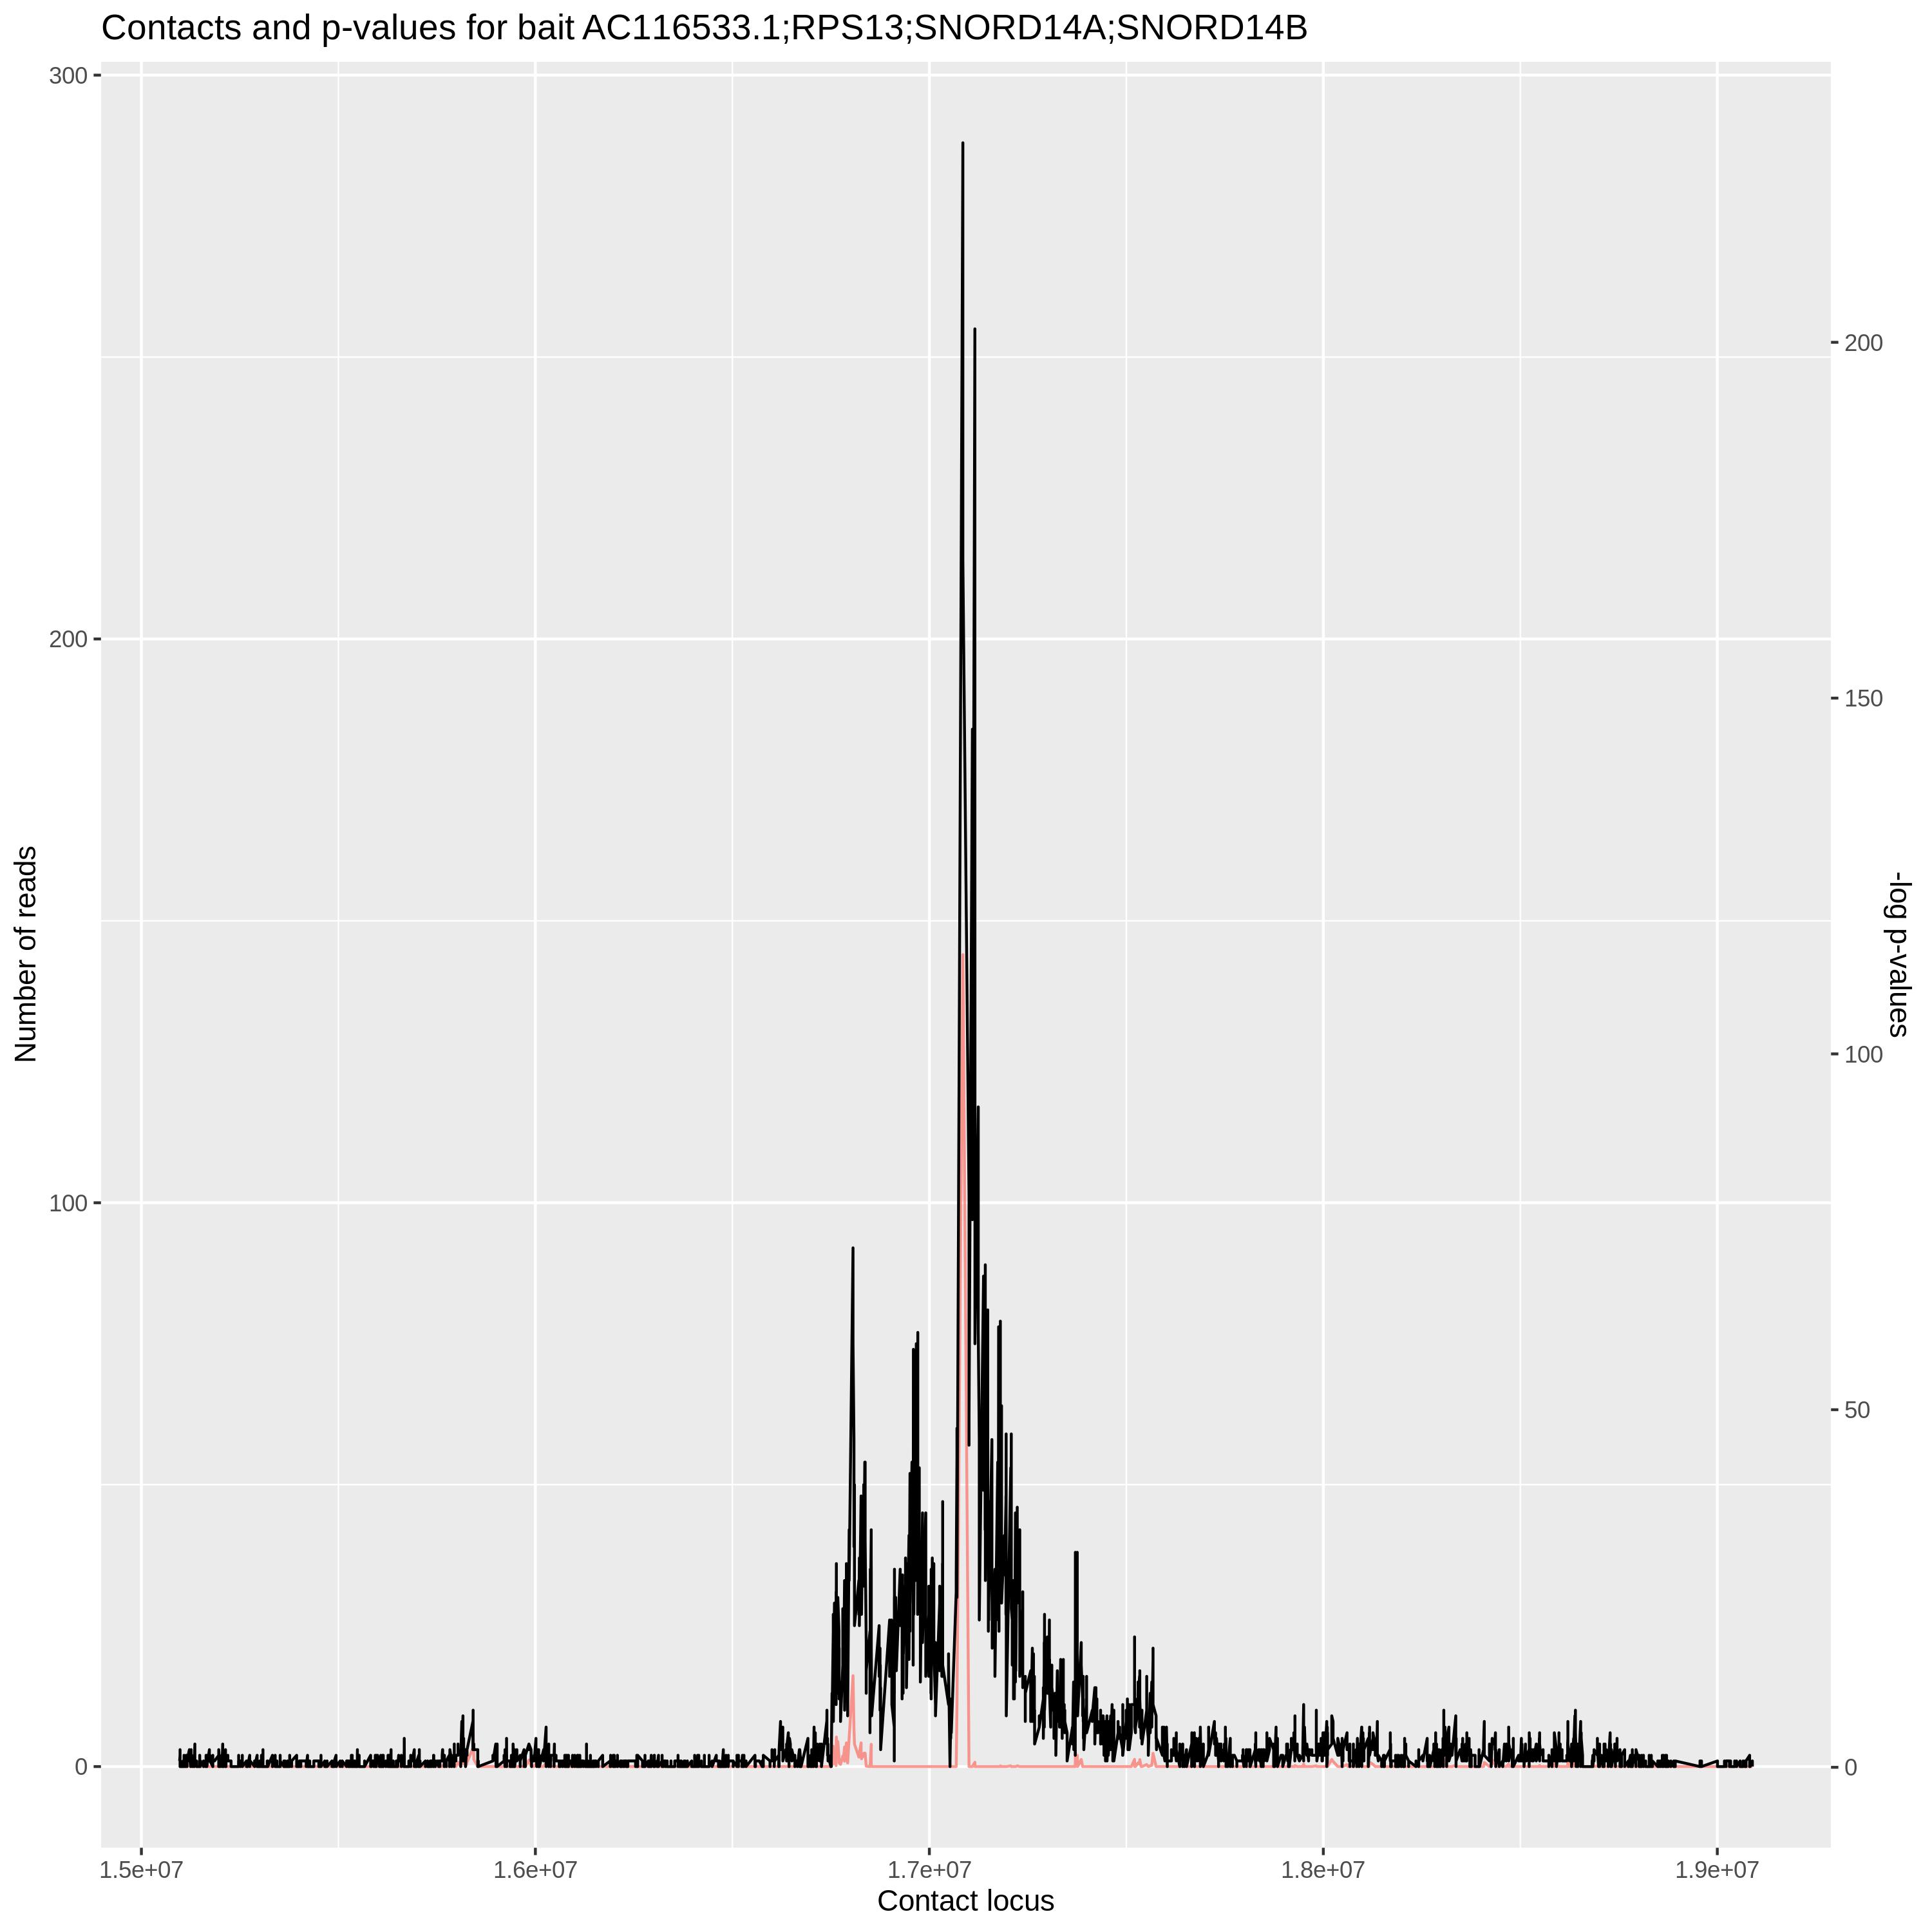 Contacts and p-values for bait AC116533.1;RPS13;SNORD14A;SNORD14B
300
200
100
0
Number of reads
200
150
100
50
0
-log p-values
1.5e+07 1.6e+07 1.7e+07 1.8e+07 1.9e+07
Contact locus